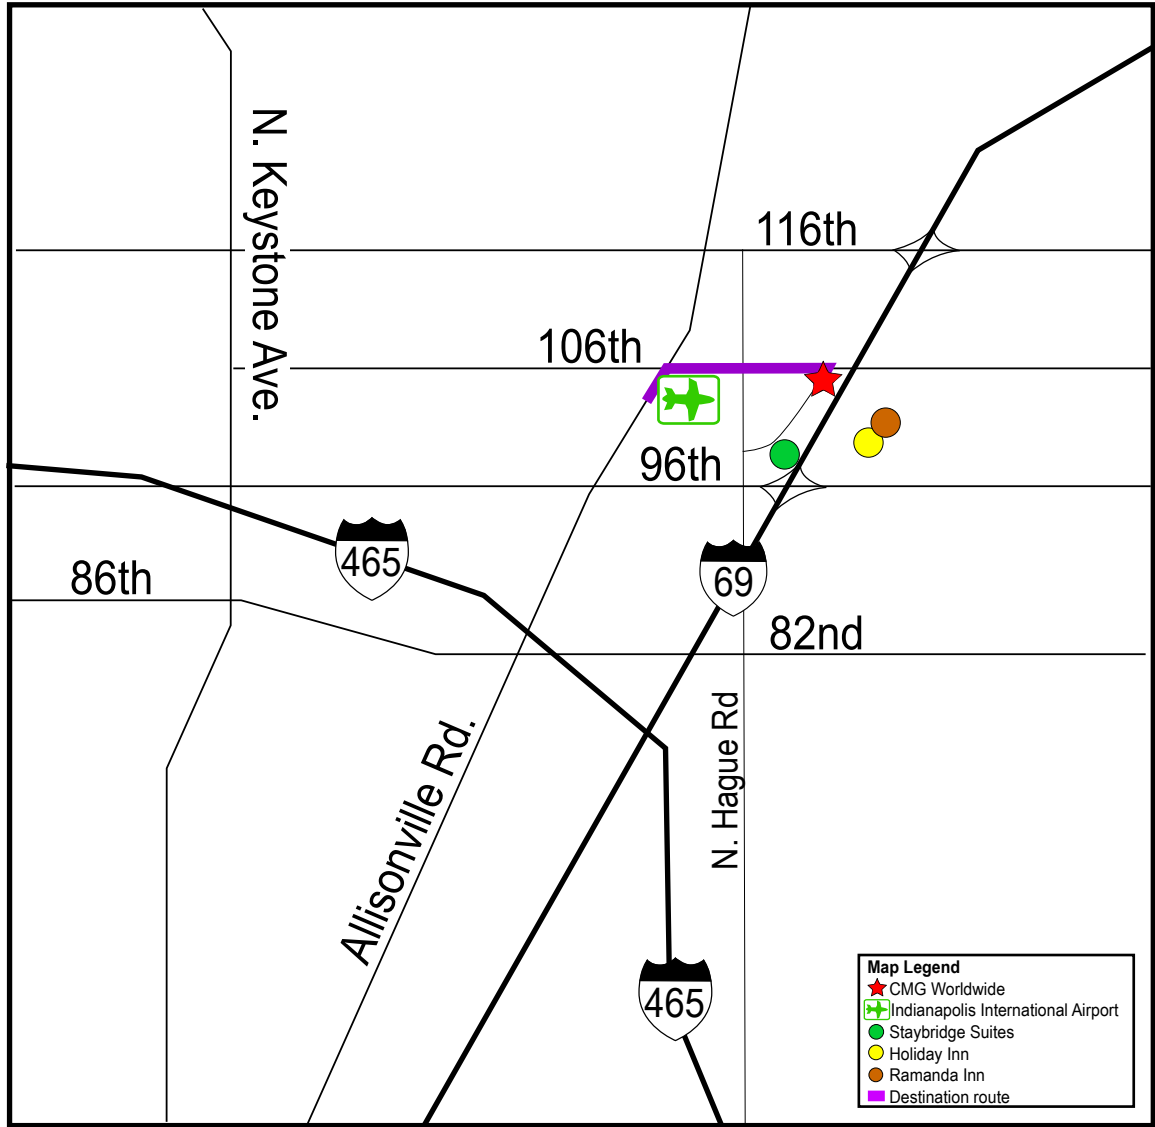 N. Keystone Ave.
116th
106th
96th
465
86th
69
82nd
N. Hague Rd
Allisonville Rd.
465
Map Legend
CMG Worldwide
Indianapolis International Airport
Staybridge Suites
Holiday Inn
Ramanda Inn
Destination route